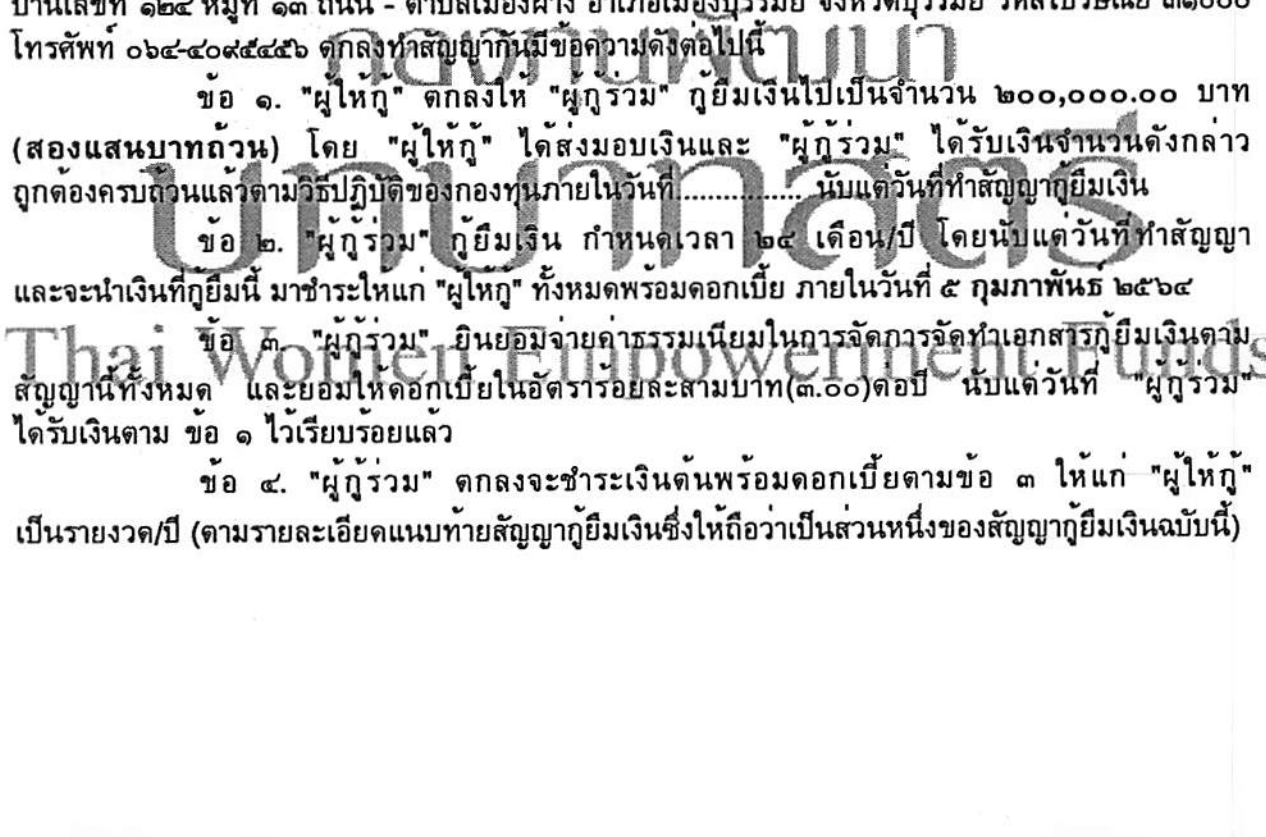 บ้านเลขที่ ๑๒๔ หมู่ที่ ๑๓ ถนน - ตำบลเมืองฝาง อำเภอเมืองบุรีรัมย์ จังหวัดบุรีรัมย์ รหัสไปรษณีย์ ๓๑๐๐๐
โทรศัพท์ ๐๖๔-๔๐๙๕๔๕๖ ตกลงทำสัญญากันมีข้อความดังต่อไปนี้
กองทุนพัฒนา
ข้อ ๑. "ผู้ให้กู้" ตกลงให้ "ผู้กู้ร่วม" กู้ยืมเงินไปเป็นจำนวน ๒๐๐,๐๐๐.๐๐ บาท
(สองแสนบาทถ้วน) โดย "ผู้ให้กู้" ได้ส่งมอบเงินและ "ผู้กู้ร่วม" ได้รับเงินจำนวนดังกล่าว
ถูกต้องครบถ้วนแล้วตามวิธีปฏิบัติของกองทุนภายในวันที่................ นับแต่วันที่ทำสัญญากู้ยืมเงิน
บทบาทสตรี
ข้อ ๒. "ผู้กู้ร่วม" กู้ยืมเงิน กำหนดเวลา ๒๔ เดือน/ปี โดยนับแต่วันที่ทำสัญญา
และจะนำเงินที่กู้ยืมนี้ มาชำระให้แก่ "ผู้ให้กู้" ทั้งหมดพร้อมดอกเบี้ย ภายในวันที่ ๕ กุมภาพันธ์ ๒๕๖๔
Thai Women Empowerment Funds
ข้อ ๓. "ผู้กู้ร่วม" ยินยอมจ่ายค่าธรรมเนียมในการจัดการจัดทำเอกสารกู้ยืมเงินตาม
สัญญานี้ทั้งหมด และยอมให้ดอกเบี้ยในอัตราร้อยละสามบาท(๓.๐๐)ต่อปี นับแต่วันที่ "ผู้กู้ร่วม"
ได้รับเงินตาม ข้อ ๑ ไว้เรียบร้อยแล้ว
ข้อ ๔. "ผู้กู้ร่วม" ตกลงจะชำระเงินต้นพร้อมดอกเบี้ยตามข้อ ๓ ให้แก่ "ผู้ให้กู้"
เป็นรายงวด/ปี (ตามรายละเอียดแนบท้ายสัญญากู้ยืมเงินซึ่งให้ถือว่าเป็นส่วนหนึ่งของสัญญากู้ยืมเงินฉบับนี้)